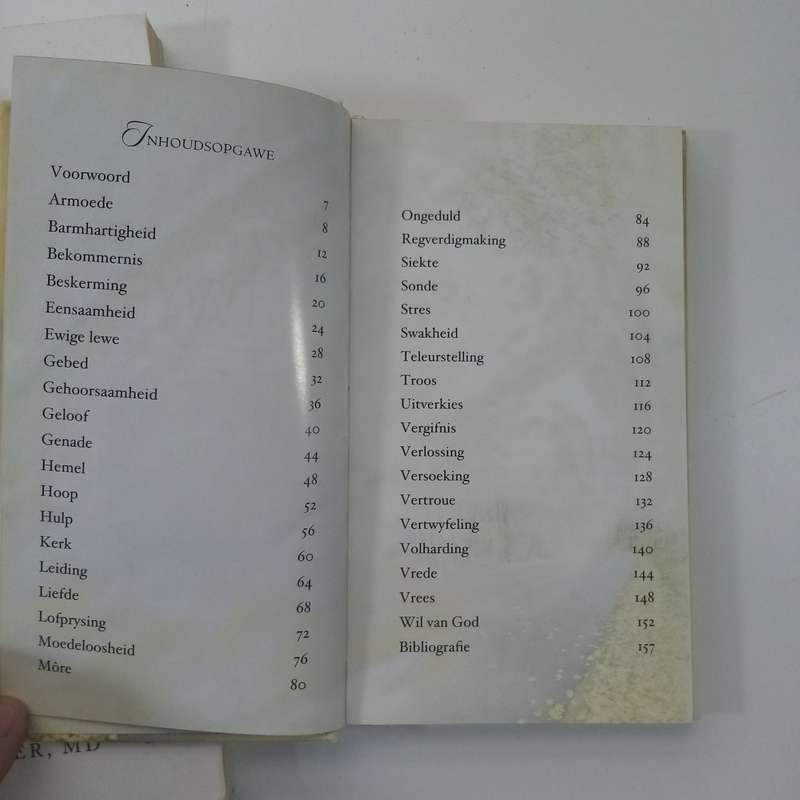 INHOUDSOPGAWE
Voorwoord 7
Armoede 8
Barmhartigheid 12
Bekommernis 16
Beskerming 20
Eensaamheid 24
Ewige lewe 28
Gebed 32
Gehoorsaamheid 36
Geloof 40
Genade 44
Hemel 48
Hoop 52
Hulp 56
Kerk 60
Leiding 64
Liefde 68
Lofprysing 72
Moedeloosheid 76
Môre 80
Ongeduld 84
Regverdigmaking 88
Siekte 92
Sonde 96
Stres 100
Swakheid 104
Teleurstelling 108
Troos 112
Uitverkies 116
Vergifnis 120
Verlossing 124
Versoeking 128
Vertroue 132
Vertwyfeling 136
Volharding 140
Vrede 144
Vrees 148
Wil van God 152
Bibliografie 157
ER, MD